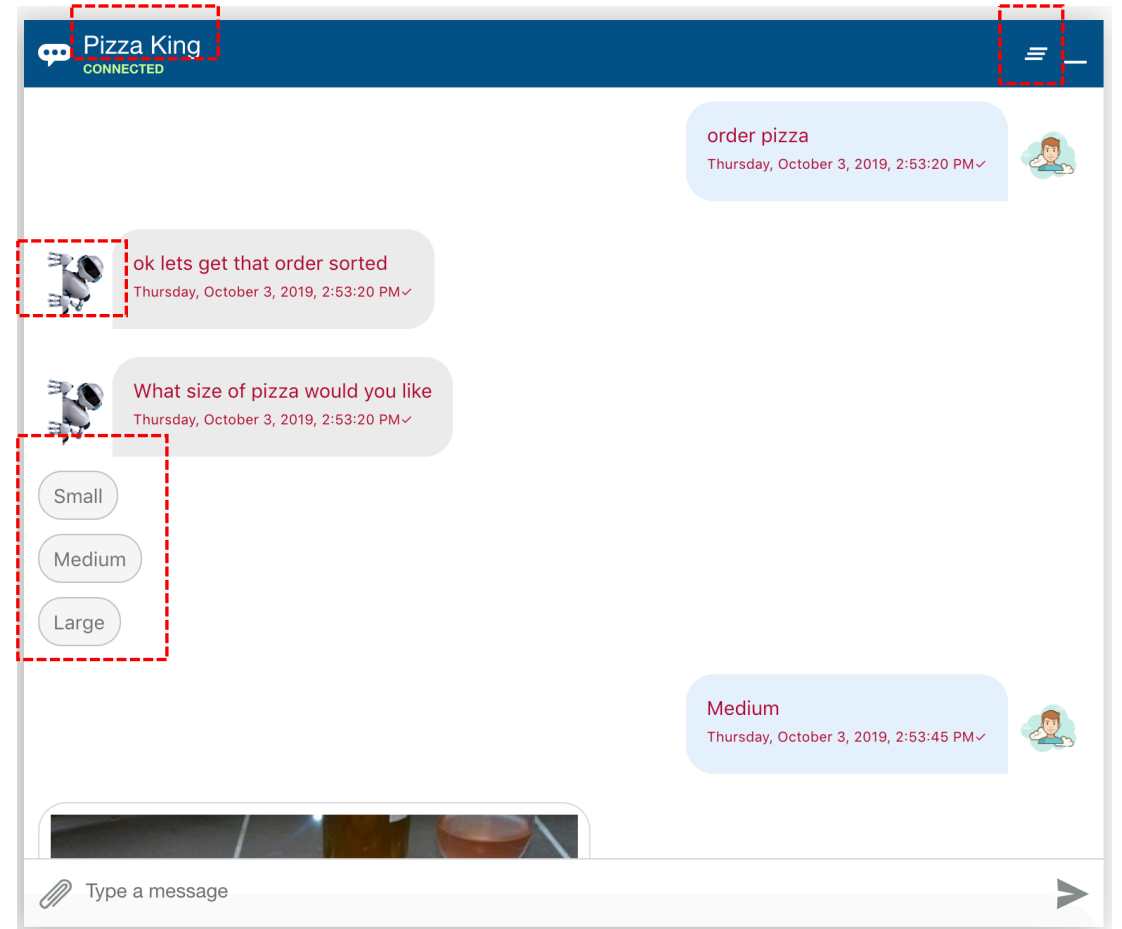 Pizza King
CONNECTED
order pizza
Thursday, October 3, 2019, 2:53:20 PM✓
ok lets get that order sorted
Thursday, October 3, 2019, 2:53:20 PM✓
What size of pizza would you like
Thursday, October 3, 2019, 2:53:20 PM✓
Small
Medium
Large
Medium
Thursday, October 3, 2019, 2:53:45 PM✓
Type a message